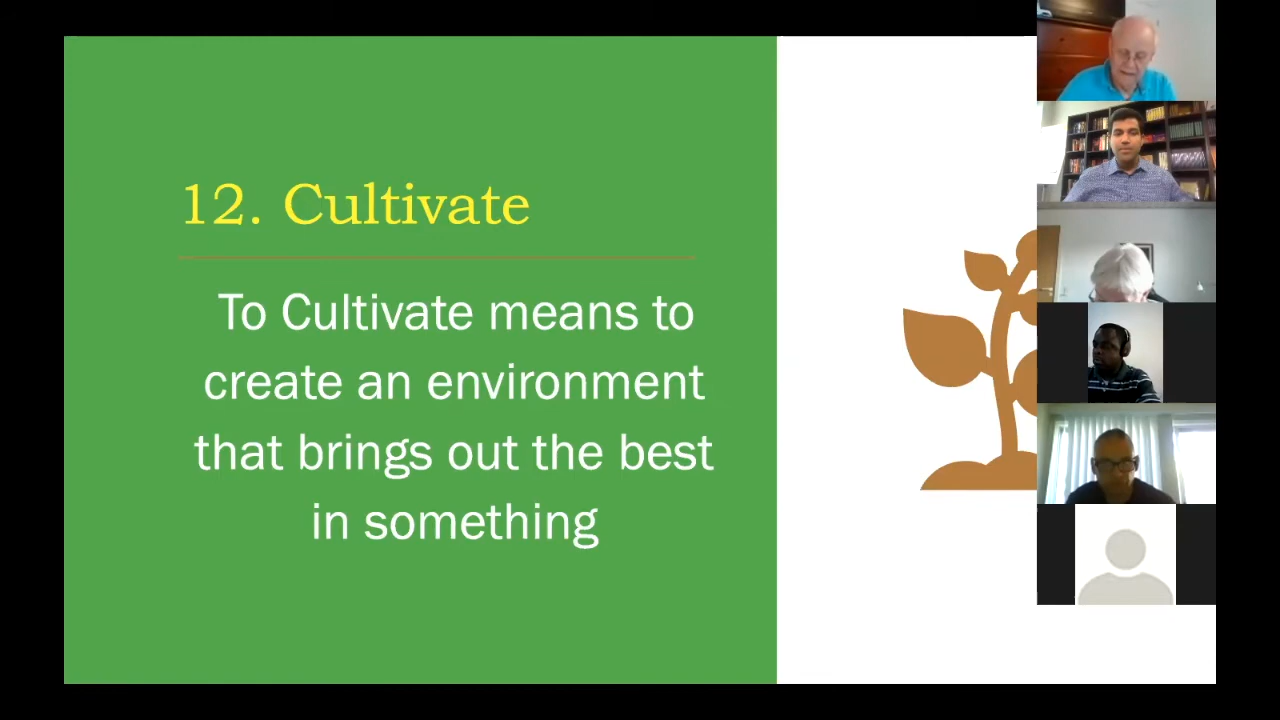 12. Cultivate
To Cultivate means to
create an environment
that brings out the best
in something